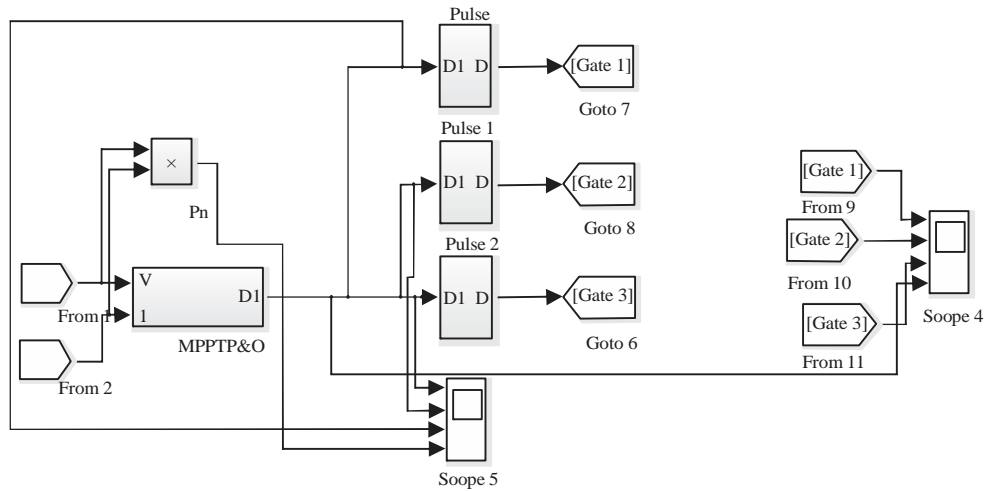 Pulse
D1 D
[Gate 1]
Goto 7
Pulse 1
×
D1 D
[Gate 2]
[Gate 1]
Pn
From 9
Goto 8
Pulse 2
[Gate 2]
V
D1
D1 D
[Gate 3]
From 10
From 1
1
[Gate 3]
Soope 4
MPPTP&O
Goto 6
From 11
From 2
Soope 5